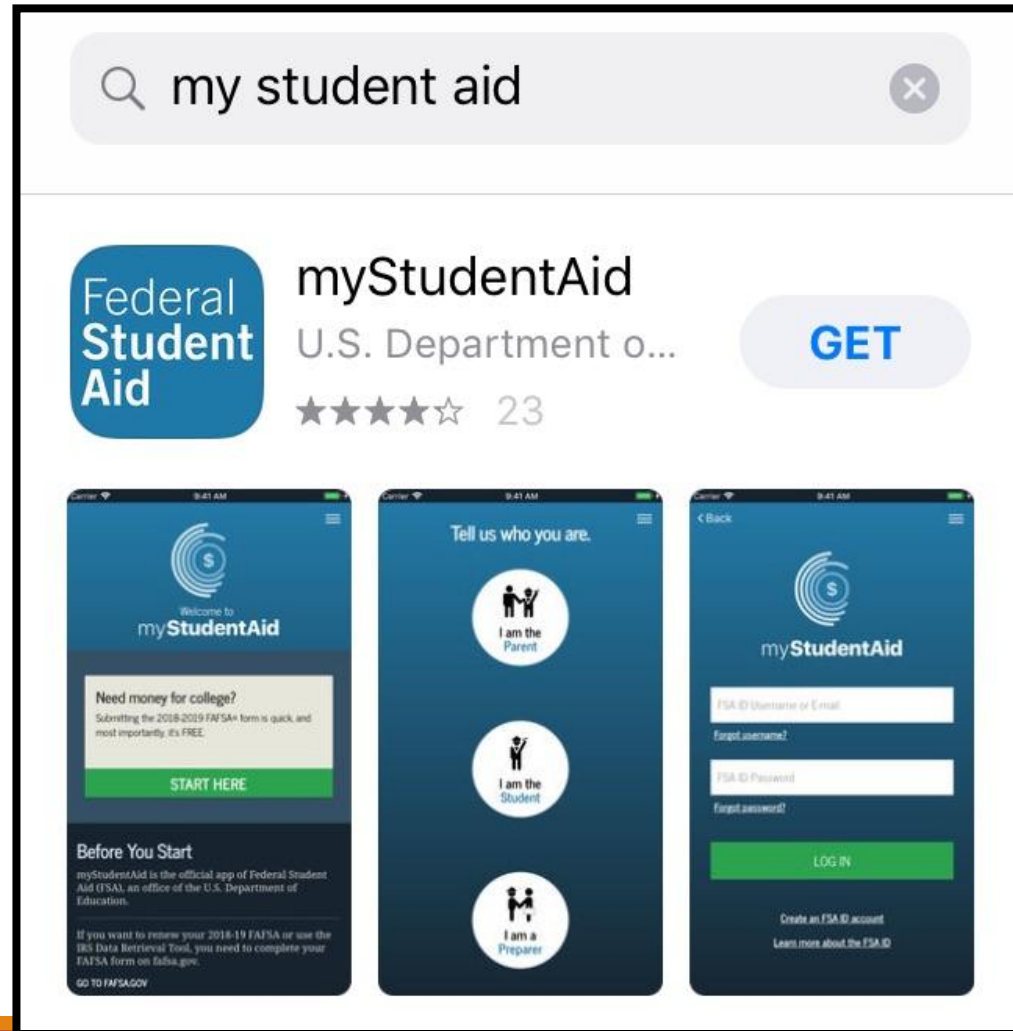 my student aid
Federal
Student
Aid
myStudentAid
U.S. Department o...
GET
23
Carrier
9:41 AM
$
Welcome to
myStudentAid
Need money for college?
Submitting the 2018-2019 FAFSA® form is quick, and
most importantly, it's FREE.
START HERE
Before You Start
myStudentAid is the official app of Federal Student
Aid (FSA), an office of the U.S. Department of
Education.
If you want to renew your 2018-19 FAFSA or use the
IRS Data Retrieval Tool, you need to complete your
FAFSA form on fafsa.gov.
GO TO FAFSA.GOV
Carrier
9:41 AM
Tell us who you are.
I am the
Parent
I am the
Student
I am a
Preparer
Carrier
9:41 AM
< Back
$
myStudentAid
FSA ID Username or E-mail
Forgot username?
FSA ID Password
Forgot password?
LOG IN
Create an FSA ID account
Learn more about the FSA ID